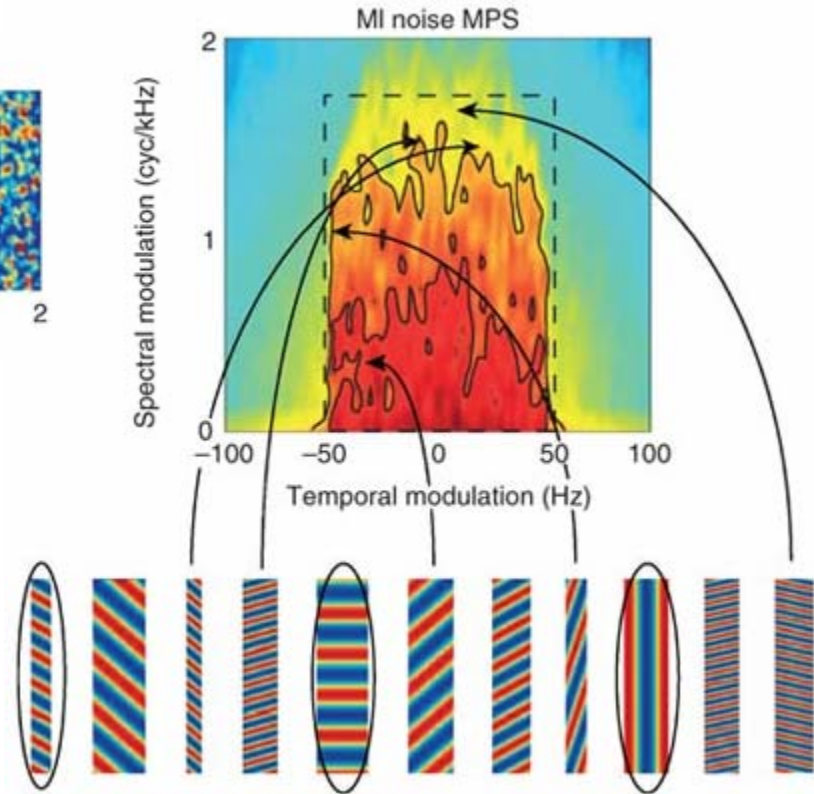 MI noise MPS
2
Spectral modulation (cyc/kHz)
1
2
0
–100 –50 0 50 100
Temporal modulation (Hz)